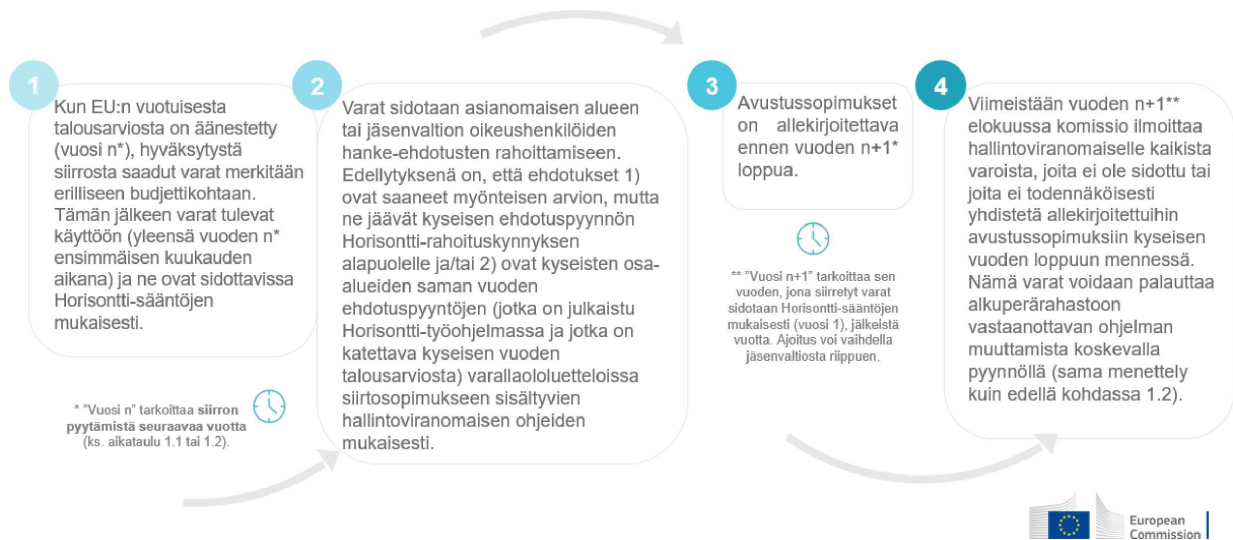 1
Kun EU:n vuotuisesta
talousarviosta on äänestetty
(vuosi n*), hyväksytystä
siirrosta saadut varat merkitään
erilliseen budjettikohtaan.
Tämän jälkeen varat tulevat
käyttöön (yleensä vuoden n*
ensimmäisen kuukauden
aikana) ja ne ovat sidottavissa
Horisontti-sääntöjen
mukaisesti.
* "Vuosi n" tarkoittaa siirron
pyytämistä seuraavaa vuotta
(ks. aikataulu 1.1 tai 1.2).
2
Varat sidotaan asianomaisen alueen
tai jäsenvaltion oikeushenkilöiden
hanke-ehdotusten rahoittamiseen.
Edellytyksenä on, että ehdotukset 1)
ovat saaneet myönteisen arvion, mutta
ne jäävät kyseisen ehdotuspyynnön
Horisontti-rahoituskynnyksen
alapuolelle ja/tai 2) ovat kyseisten osa-
alueiden saman vuoden
ehdotuspyyntöjen (jotka on julkaistu
Horisontti-työohjelmassa ja jotka on
katettava kyseisen vuoden
talousarviosta) varallaololuetteloissa
siirtosopimukseen sisältyvien
hallintoviranomaisen ohjeiden
mukaisesti.
3
Avustussopimukset
on allekirjoitettava
ennen vuoden n+1*
loppua.
** "Vuosi n+1" tarkoittaa sen
vuoden, jona siirretyt varat
sidotaan Horisontti-sääntöjen
mukaisesti (vuosi 1), jälkeistä
vuotta. Ajoitus voi vaihdella
jäsenvaltiosta riippuen.
4
Viimeistään vuoden n+1**
elokuussa komissio ilmoittaa
hallintoviranomaiselle kaikista
varoista, joita ei ole sidottu tai
joita ei todennäköisesti
yhdistetä allekirjoitettuihin
avustussopimuksiin kyseisen
vuoden loppuun mennessä.
Nämä varat voidaan palauttaa
alkuperärahastoon
vastaanottavan ohjelman
muuttamista koskevalla
pyynnöllä (sama menettely
kuin edellä kohdassa 1.2).
European
Commission